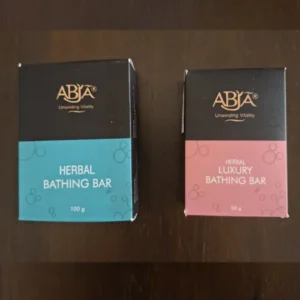 ABJA®
Unwinding Vitality
HERBAL
BATHING BAR
100 g
ABJA®
Unwinding Vitality
HERBAL
LUXURY
BATHING BAR